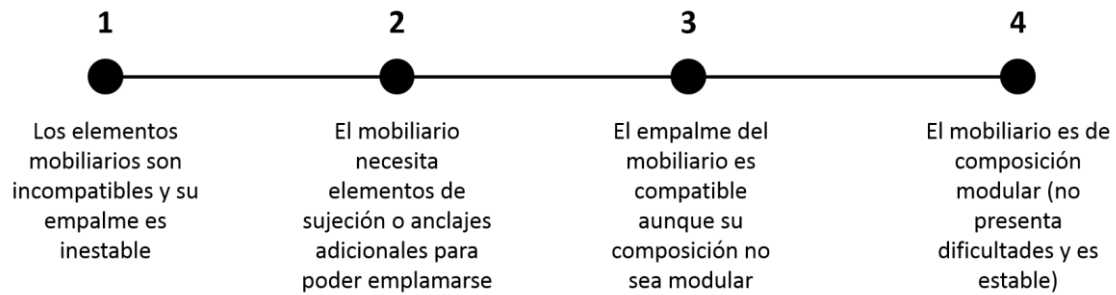 1
Los elementos
mobiliarios son
incompatibles y su
empalme es
inestable
2
El mobiliario
necesita
elementos de
sujeción o anclajes
adicionales para
poder emplamarse
3
El empalme del
mobiliario es
compatible
aunque su
composición no
sea modular
4
El mobiliario es de
composición
modular (no
presenta
dificultades y es
estable)